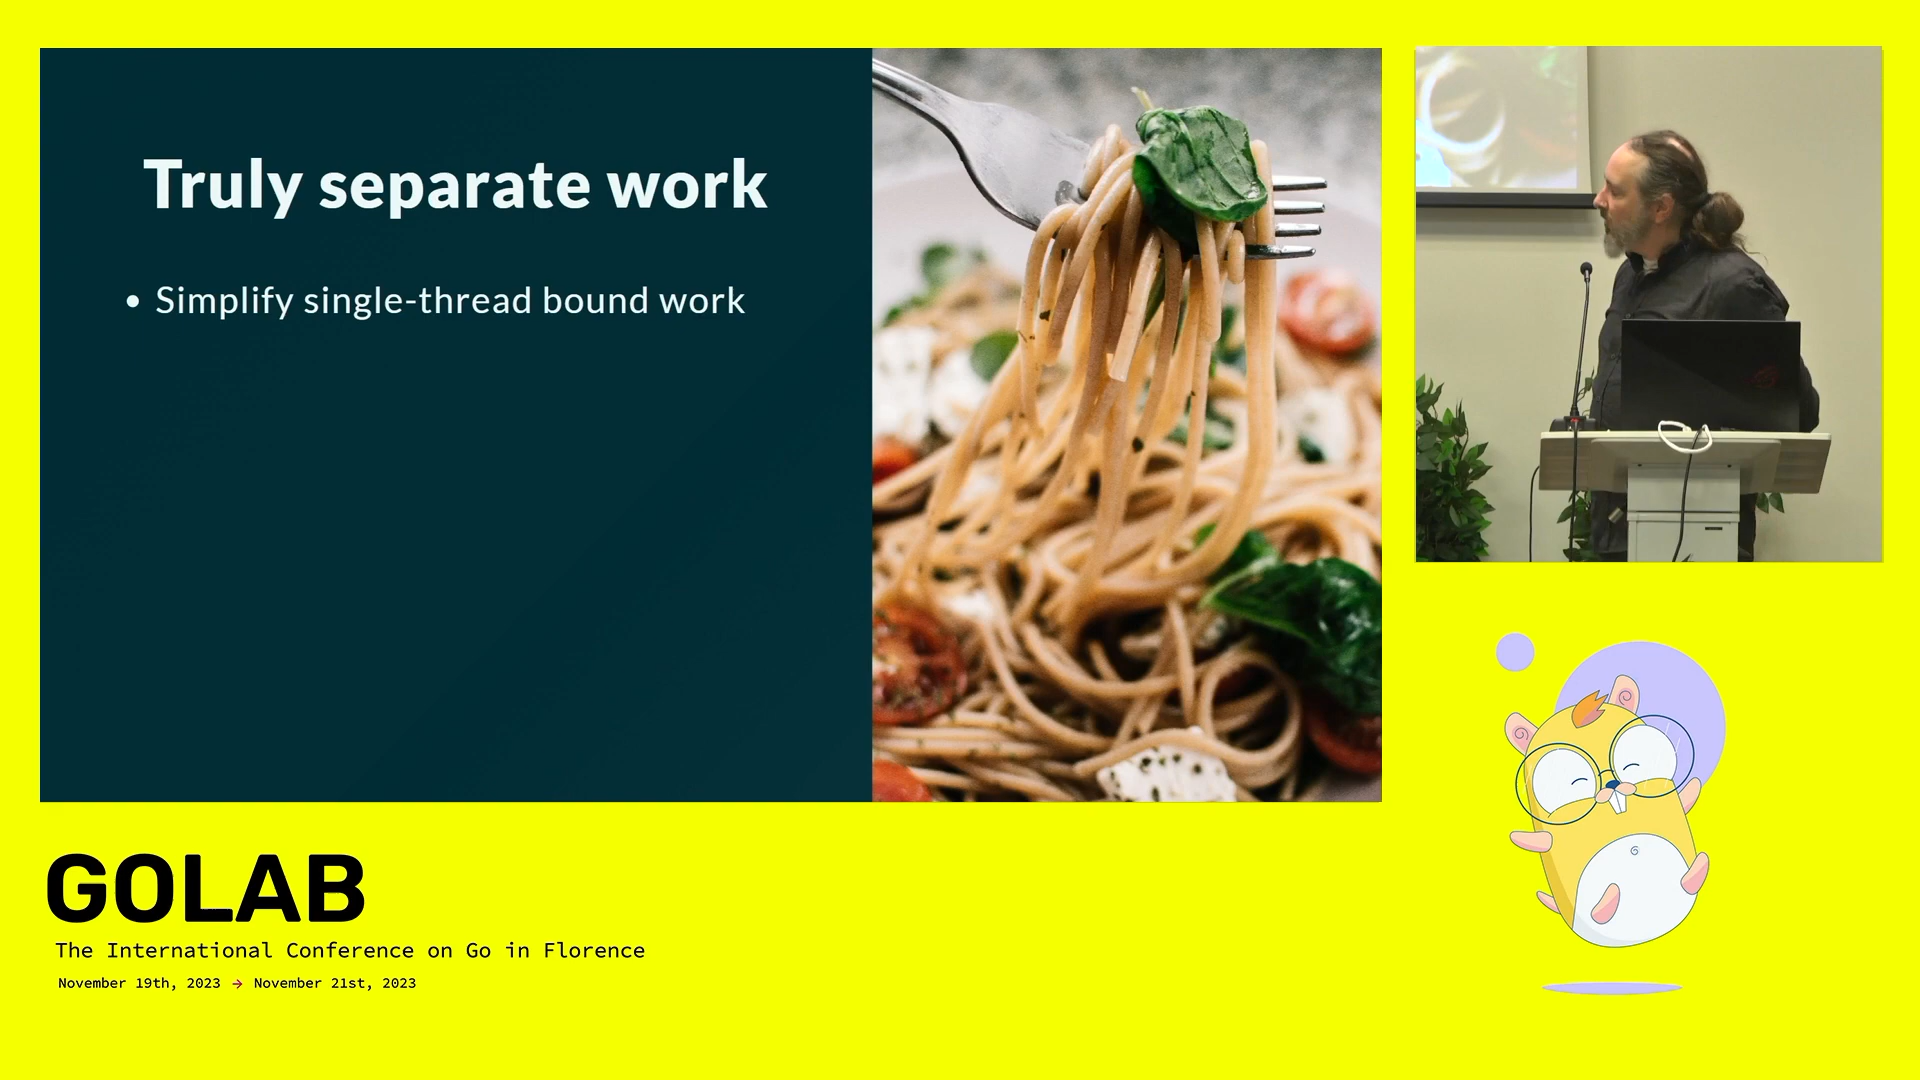 Truly separate work
• Simplify single-thread bound work
GOLAB
The International Conference on Go in Florence
November 19th, 2023 → November 21st, 2023